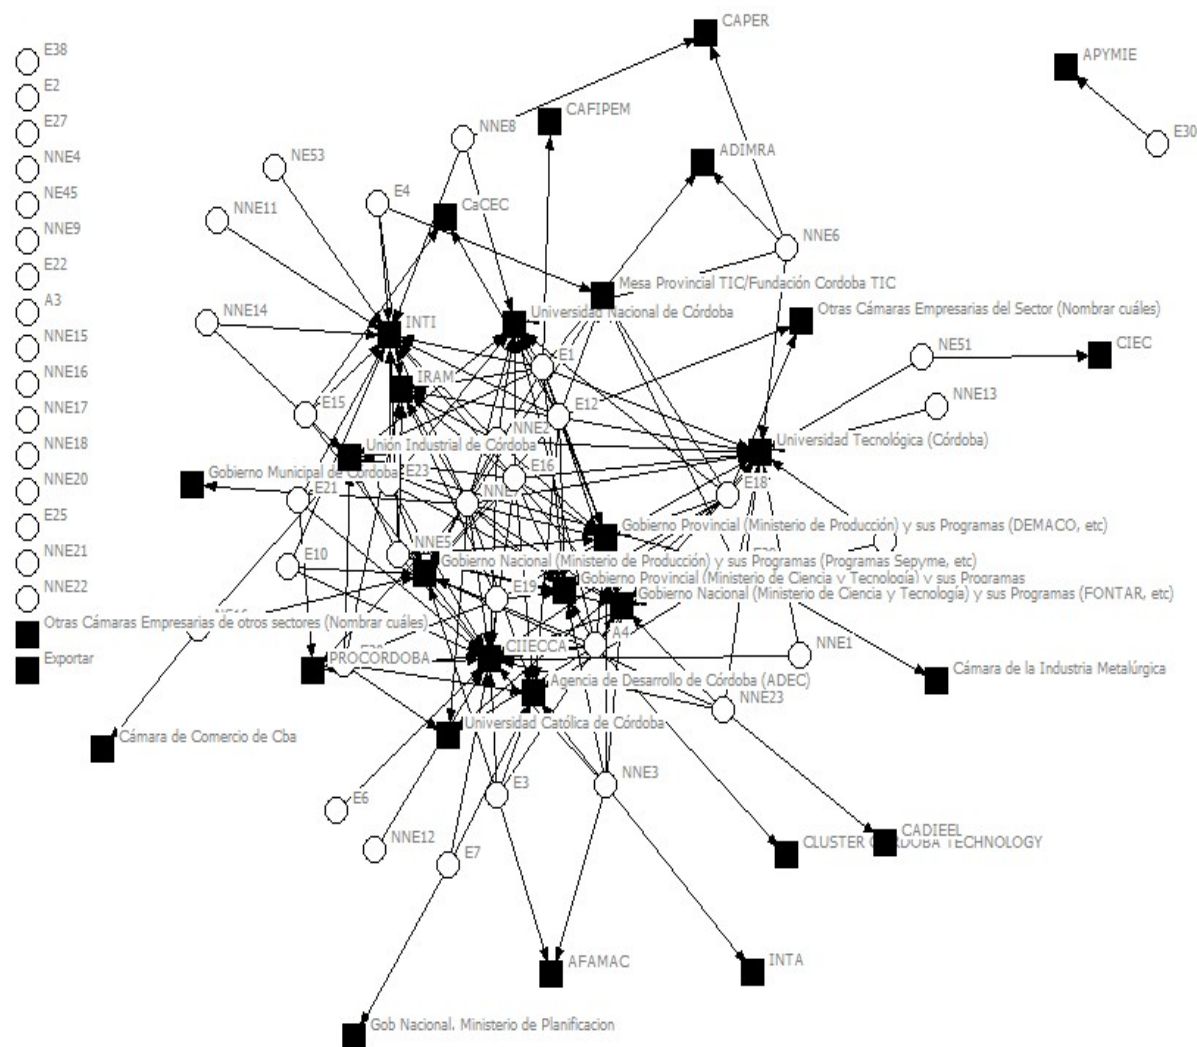 CAPER
E38
APYMIE
E2
CAFIPEM
E27
NNE8
E30
NNE4
NE53
ADIMRA
NE45
E4
CaCEC
NNE9
NNE11
NNE6
E22
Mesa Provincial TIC/Fundación Cordoba TIC
A3
Universidad Nacional de Córdoba
Otras Cámaras Empresarias del Sector (Nombrar cuáles)
NNE14
INTI
NNE15
E1
NE51
CIEC
NNE16
IRAM
NNE13
E15
E12
NNE17
NNE2
Unión Industrial de Córdoba
Universidad Tecnológica (Córdoba)
NNE18
Gobierno Municipal de Córdoba
E23
E16
NNE20
E21
NNE7
E18
E25
Gobierno Provincial (Ministerio de Producción) y sus Programas (DEMACO, etc)
NNE21
E10
NNE5
Gobierno Nacional (Ministerio de Producción) y sus Programas (Programas Sepyme, etc)
Gobierno Provincial (Ministerio de Ciencia y Tecnología) y sus Programas
NNE22
E19
Gobierno Nacional (Ministerio de Ciencia y Tecnología) y sus Programas (FONTAR, etc)
Otras Cámaras Empresarias de otros sectores (Nombrar cuáles)
A4
NNE1
Exportar
PROCORDOBA
CIIECCA
Cámara de la Industria Metalúrgica
Agencia de Desarrollo de Córdoba (ADEC)
NNE23
Universidad Católica de Córdoba
Cámara de Comercio de Cba
E3
NNE3
E6
CADIEEL
NNE12
CLUSTER CORDOBA TECHNOLOGY
E7
AFAMAC
INTA
Gob Nacional. Ministerio de Planificacion